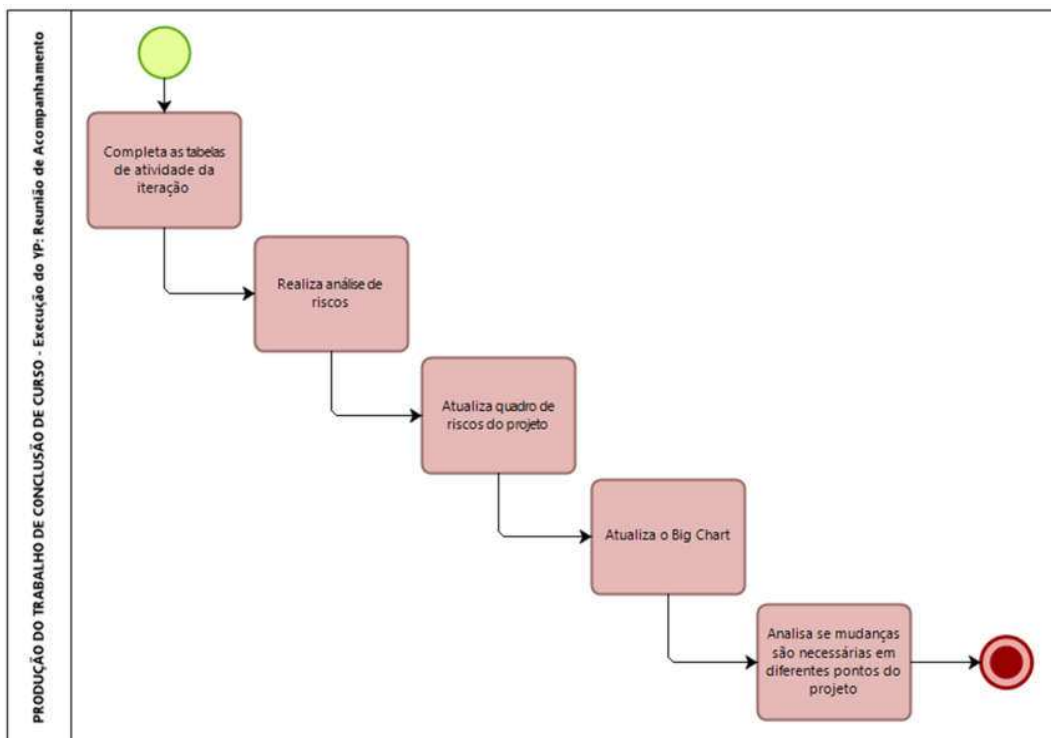 PRODUÇÃO DO TRABALHO DE CONCLUSÃO DE CURSO - Execução do YP: Reunião de Acompanhamento
Completa as tabelas
de atividade da
iteração
Realiza análise de
riscos
Atualiza quadro de
riscos do projeto
Atualiza o Big Chart
Analisa se mudanças
são necessárias em
diferentes pontos do
projeto